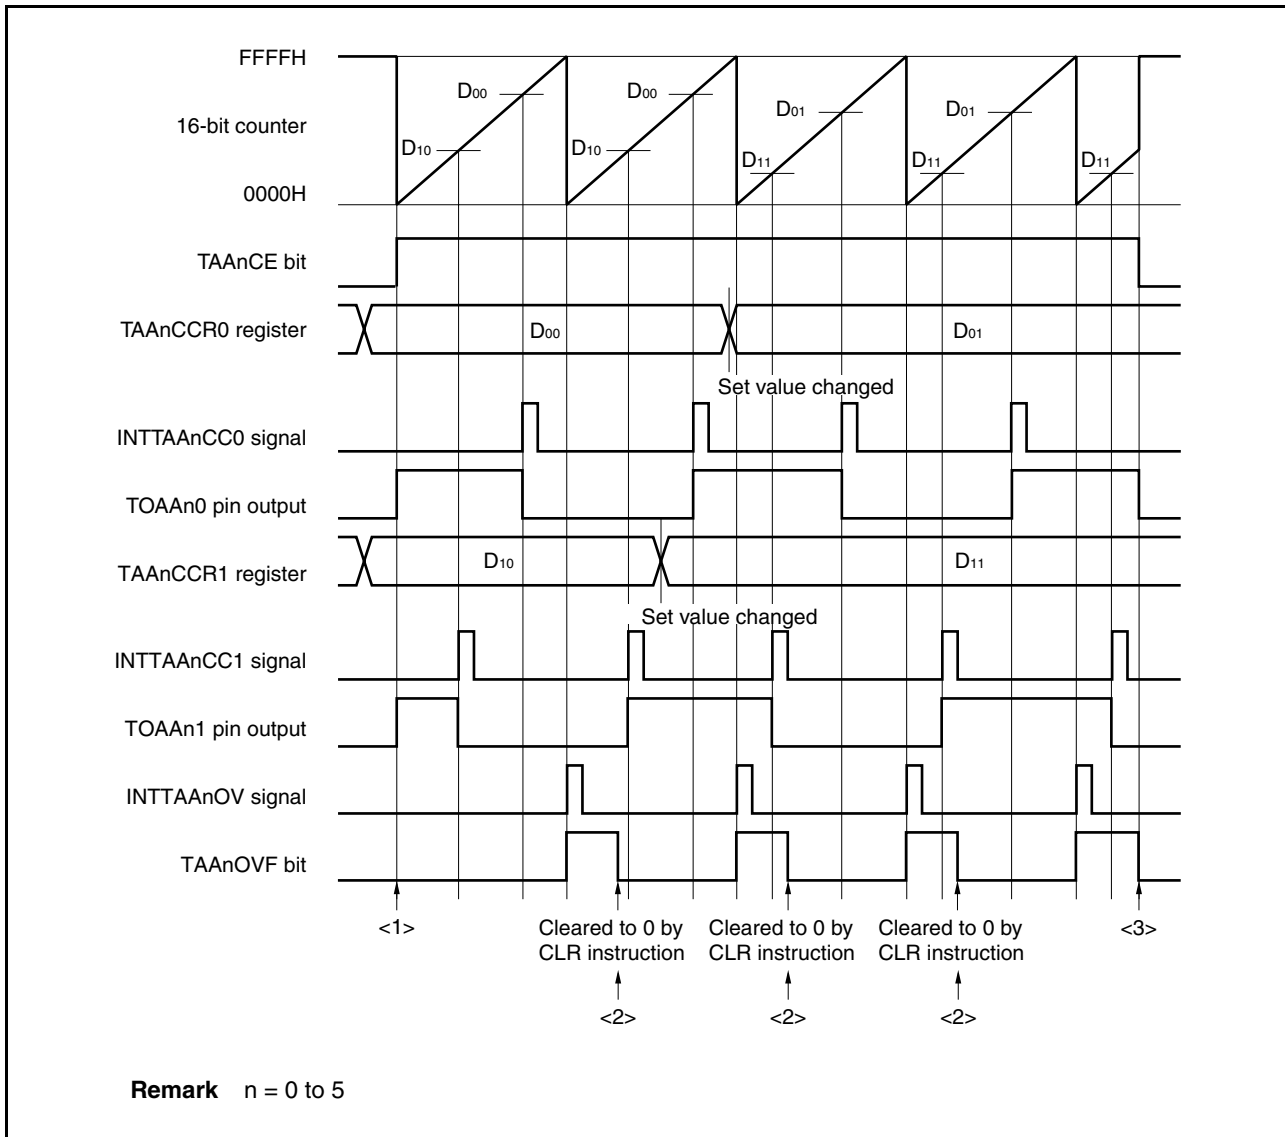 FFFFH
D00
D00
D01
D01
16-bit counter
D10
D10
D11
D11
D11
0000H
TAAnCE bit
TAAnCCR0 register
D00
D01
Set value changed
INTTAAnCC0 signal
TOAAn0 pin output
TAAnCCR1 register
D10
D11
Set value changed
INTTAAnCC1 signal
TOAAn1 pin output
INTTAAnOV signal
TAAnOVF bit
<1>
Cleared to 0 by
CLR instruction
Cleared to 0 by
CLR instruction
Cleared to 0 by
CLR instruction
<3>
<2>
<2>
<2>
Remark n = 0 to 5